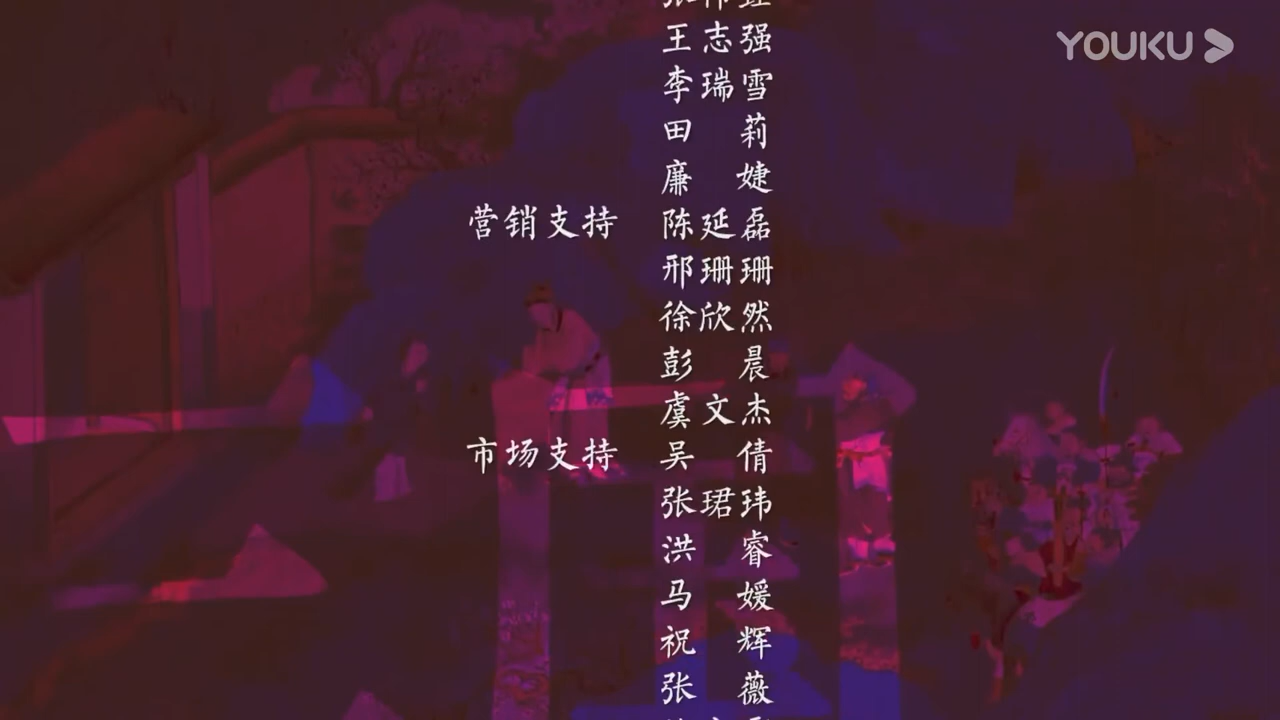 YOUKU
王志强
李瑞雪
田莉
廉婕
营销支持 陈延磊
邢珊珊
徐欣然
彭晨
虞文杰
市场支持 吴倩
张珺玮
洪睿
马媛
祝辉
张薇